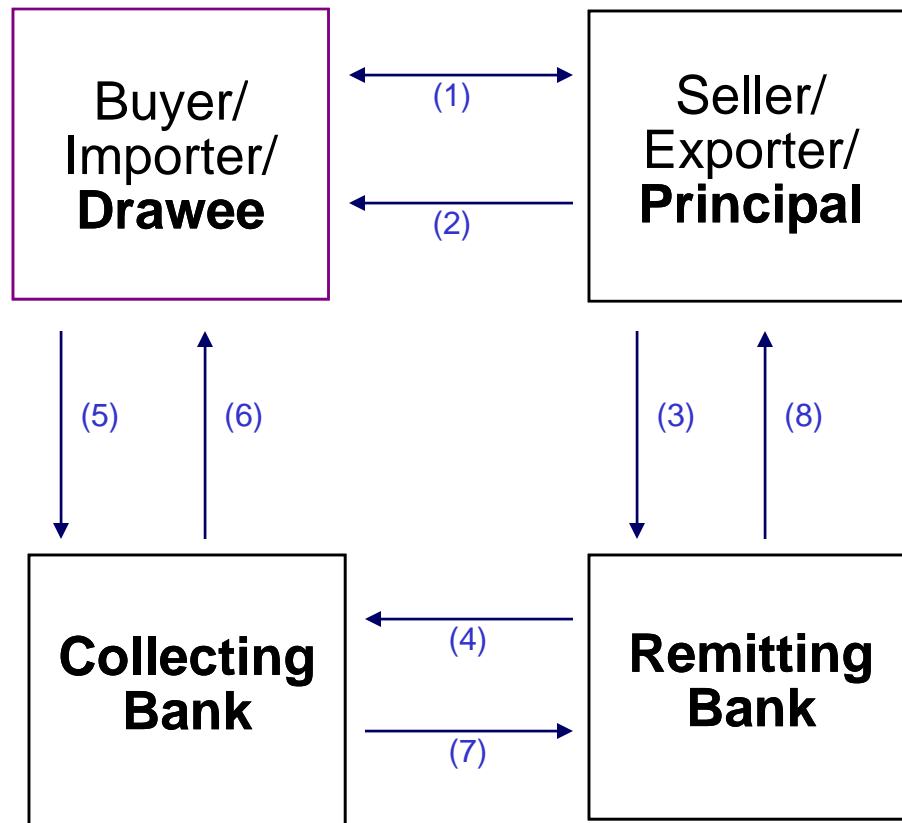 Buyer/
Importer/
Drawee
(1)
(2)
Seller/
Exporter/
Principal
(5)
(6)
(3)
(8)
Collecting
Bank
(4)
(7)
Remitting
Bank